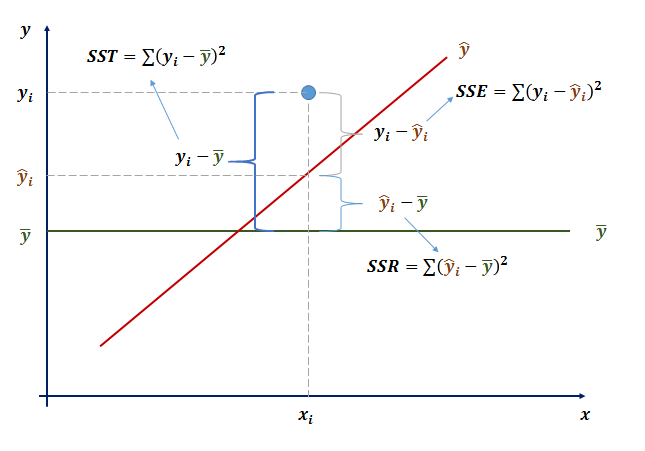 y
ŷ
SST = ∑(yᵢ − ȳ)²
yᵢ
SSE = ∑(yᵢ − ŷᵢ)²
yᵢ − ŷᵢ
yᵢ − ȳ
ŷᵢ
ŷᵢ − ȳ
ȳ
ȳ
SSR = ∑(ŷᵢ − ȳ)²
xᵢ
x